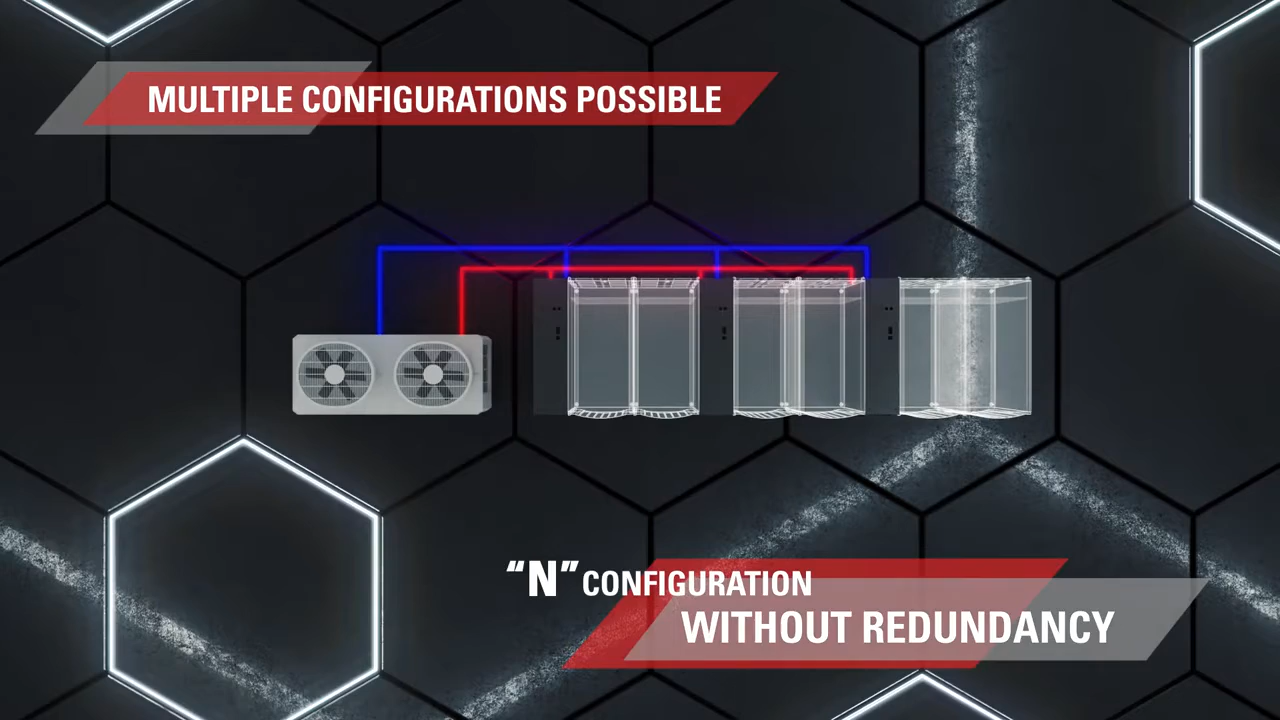 MULTIPLE CONFIGURATIONS POSSIBLE
“N” CONFIGURATION
WITHOUT REDUNDANCY